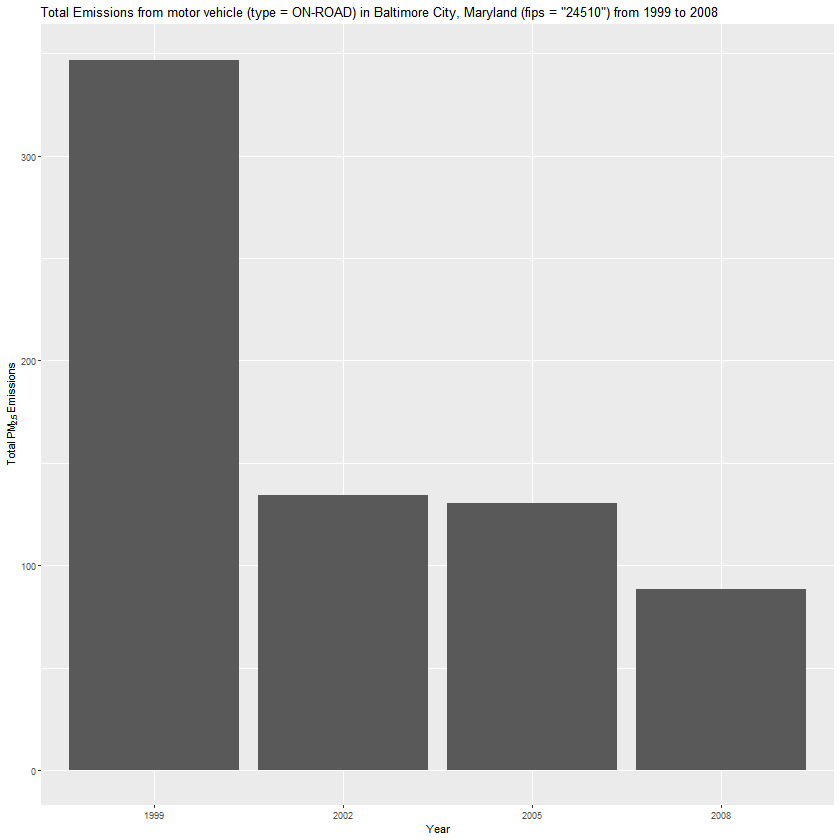 Total Emissions from motor vehicle (type = ON-ROAD) in Baltimore City, Maryland (fips = "24510") from 1999 to 2008
Total PM2.5 Emissions
300
200
100
0
1999 2002 2005 2008
Year